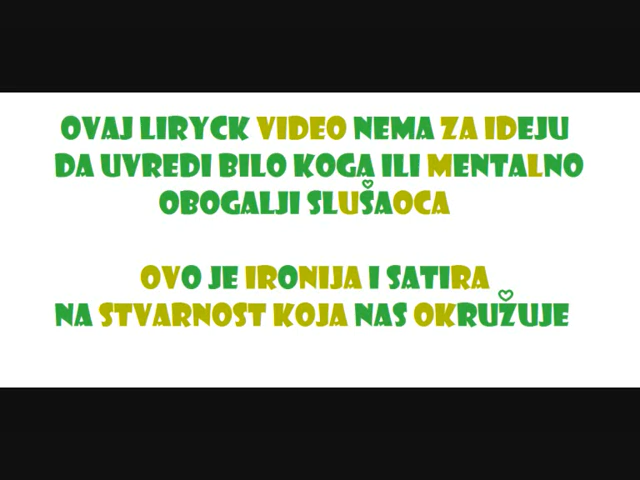 OVAJ LIRYCK VIDEO NEMA ZA IDEJU
DA UVREDI BILO KOGA ILI MENTALNO
OBOGALJI SLUŠAOCA
OVO JE IRONIJA I SATIRA
NA STVARNOST KOJA NAS OKRUŽUJE